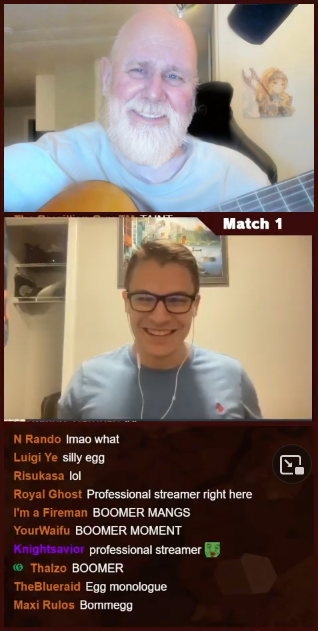 TAINT
Match 1
N Rando lmao what
Luigi Ye silly egg
Risukasa lol
Royal Ghost Professional streamer right here
I'm a Fireman BOOMER MANGS
YourWaifu BOOMER MOMENT
Knightsavior professional streamer
Thalzo BOOMER
TheBlueraid Egg monologue
Maxi Rulos Bommegg